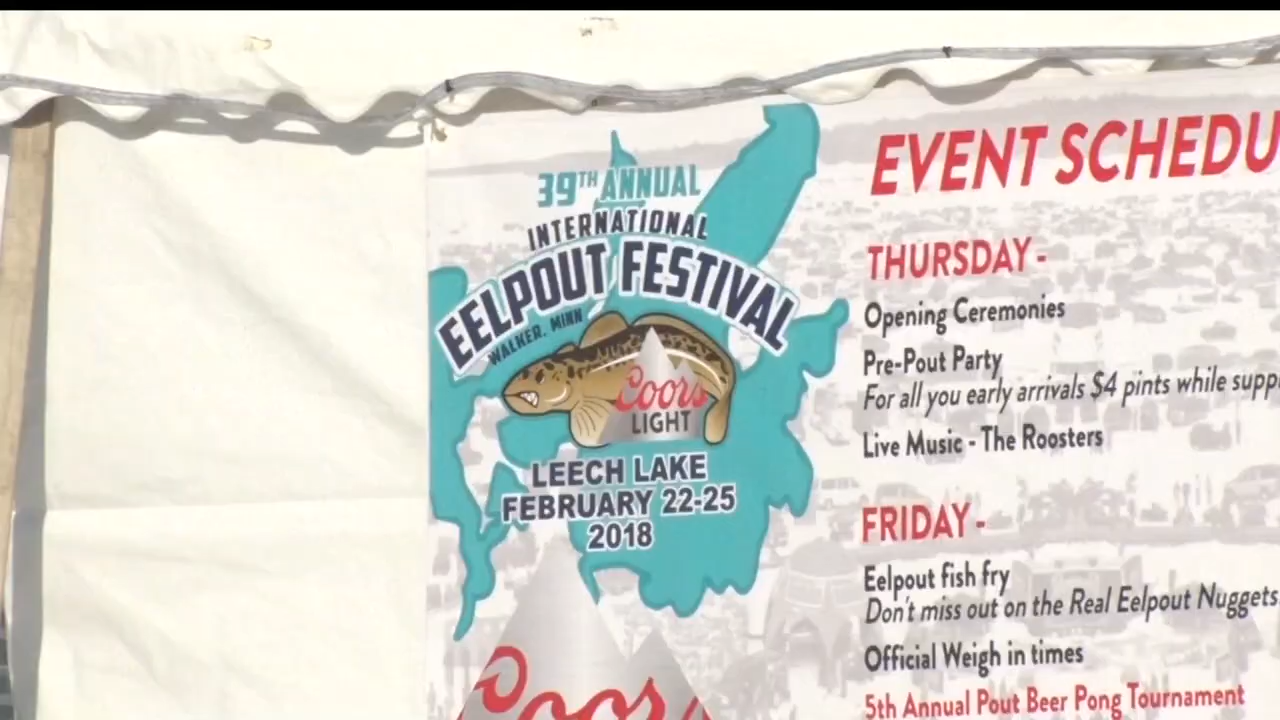 39TH ANNUAL
INTERNATIONAL
EELPOUT FESTIVAL
WALKER, MINN
Coors
LIGHT
LEECH LAKE
FEBRUARY 22-25
2018
Coors
EVENT SCHEDU
THURSDAY -
Opening Ceremonies
Pre-Pout Party
For all you early arrivals $4 pints while supp
Live Music - The Roosters
FRIDAY -
Eelpout fish fry
Don't miss out on the Real Eelpout Nuggets
Official Weigh in times
5th Annual Pout Beer Pong Tournament